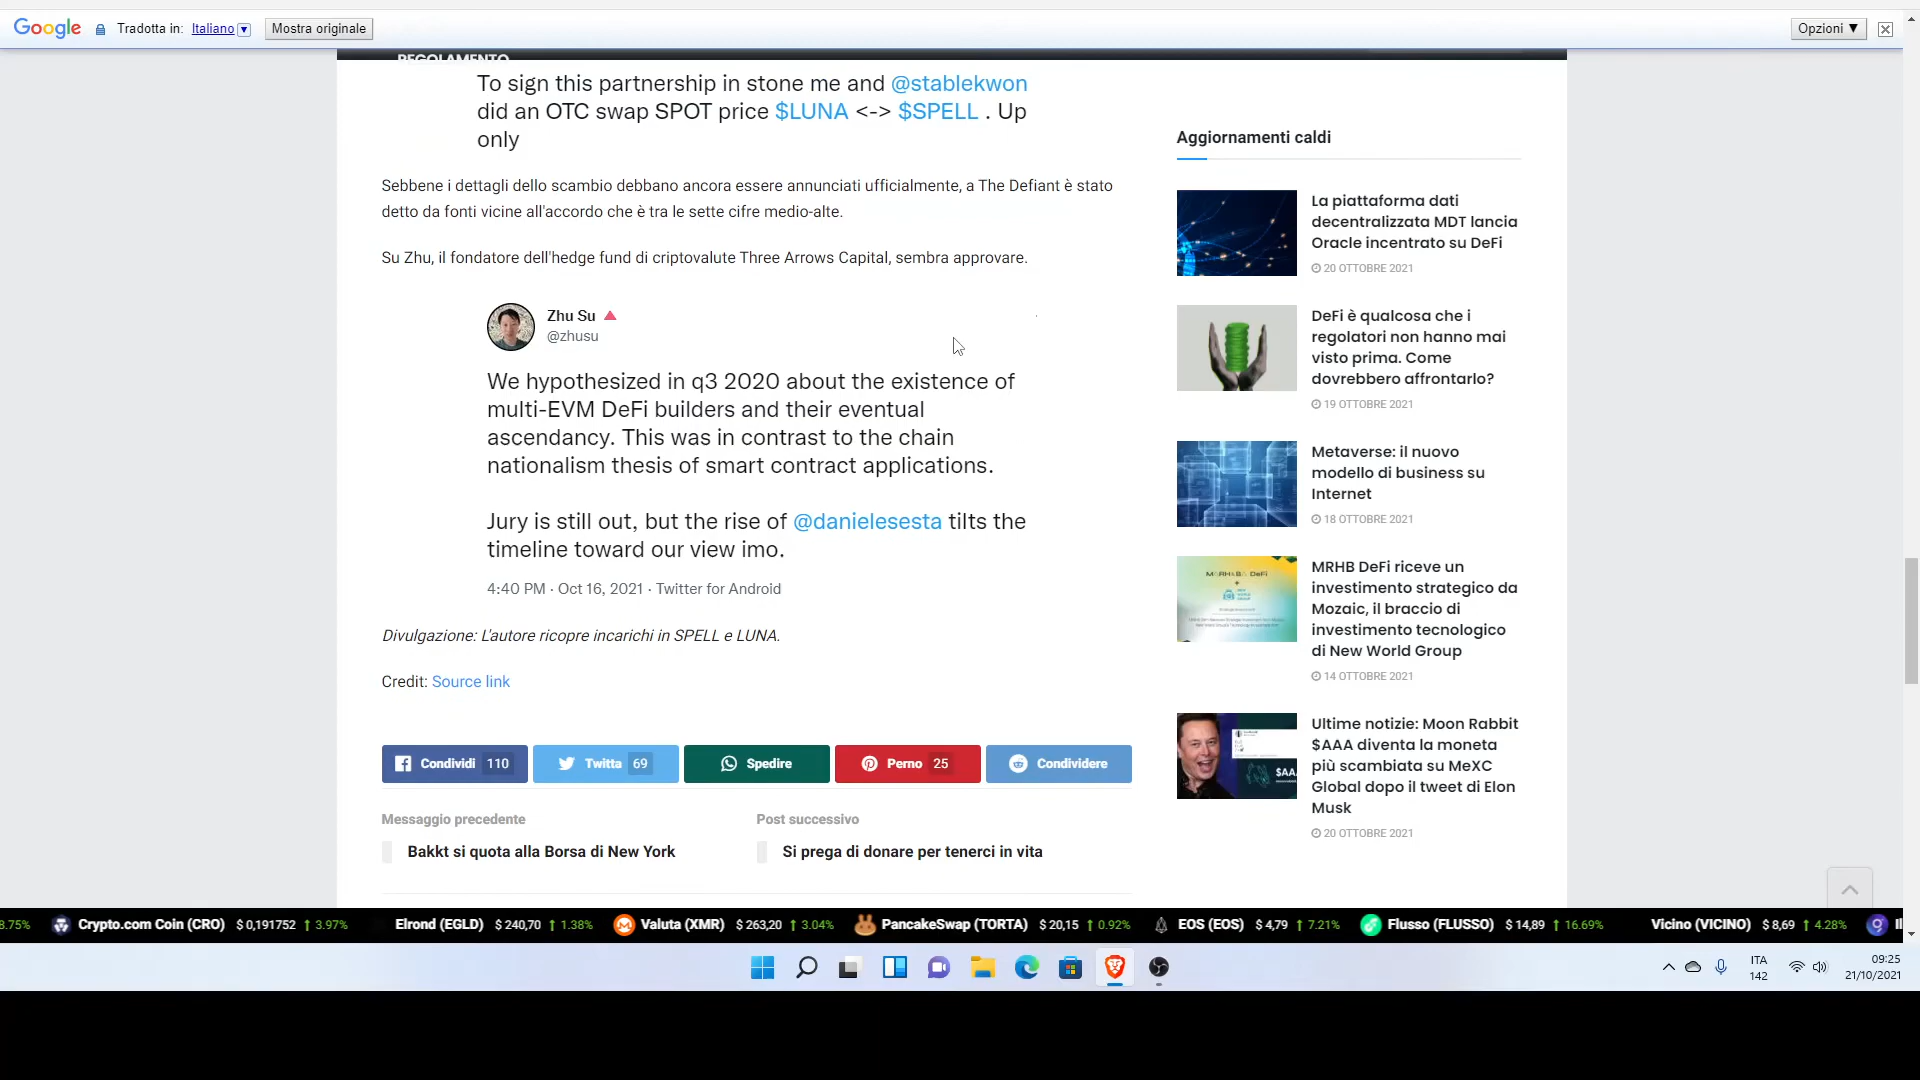 Google Tradotta in: Italiano Mostra originale Opzioni ▼
REGOLAMENTO
To sign this partnership in stone me and @stablekwon
did an OTC swap SPOT price $LUNA <-> $SPELL . Up
only
Sebbene i dettagli dello scambio debbano ancora essere annunciati ufficialmente, a The Defiant è stato
detto da fonti vicine all'accordo che è tra le sette cifre medio-alte.
Su Zhu, il fondatore dell'hedge fund di criptovalute Three Arrows Capital, sembra approvare.
Zhu Su
@zhusu
We hypothesized in q3 2020 about the existence of
multi-EVM DeFi builders and their eventual
ascendancy. This was in contrast to the chain
nationalism thesis of smart contract applications.
Jury is still out, but the rise of @danielesesta tilts the
timeline toward our view imo.
4:40 PM · Oct 16, 2021 · Twitter for Android
Divulgazione: L'autore ricopre incarichi in SPELL e LUNA.
Credit: Source link
Condividi 110 Twitta 69 Spedire Perno 25 Condividere
Messaggio precedente
Bakkt si quota alla Borsa di New York
Post successivo
Si prega di donare per tenerci in vita
Aggiornamenti caldi
La piattaforma dati
decentralizzata MDT lancia
Oracle incentrato su DeFi
20 OTTOBRE 2021
DeFi è qualcosa che i
regolatori non hanno mai
visto prima. Come
dovrebbero affrontarlo?
19 OTTOBRE 2021
Metaverse: il nuovo
modello di business su
Internet
18 OTTOBRE 2021
MRHB DeFi riceve un
investimento strategico da
Mozaic, il braccio di
investimento tecnologico
di New World Group
14 OTTOBRE 2021
Ultime notizie: Moon Rabbit
$AAA diventa la moneta
più scambiata su MeXC
Global dopo il tweet di Elon
Musk
20 OTTOBRE 2021
8.75% Crypto.com Coin (CRO) $ 0,191752 ↑ 3.97% Elrond (EGLD) $ 240,70 ↑ 1.38% Valuta (XMR) $ 263,20 ↑ 3.04% PancakeSwap (TORTA) $ 20,15 ↑ 0.92% EOS (EOS) $ 4,79 ↑ 7.21% Flusso (FLUSSO) $ 14,89 ↑ 16.69% Vicino (VICINO) $ 8,69 ↑ 4.28%
ITA
142
09:25
21/10/2021